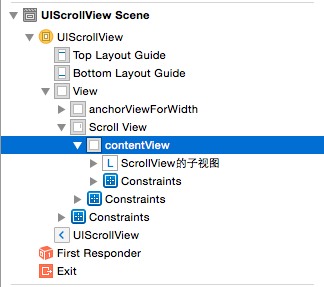 UIScrollView Scene
UIScrollView
Top Layout Guide
Bottom Layout Guide
View
anchorViewForWidth
Scroll View
contentView
L ScrollView的子视图
Constraints
Constraints
Constraints
UIScrollView
First Responder
Exit